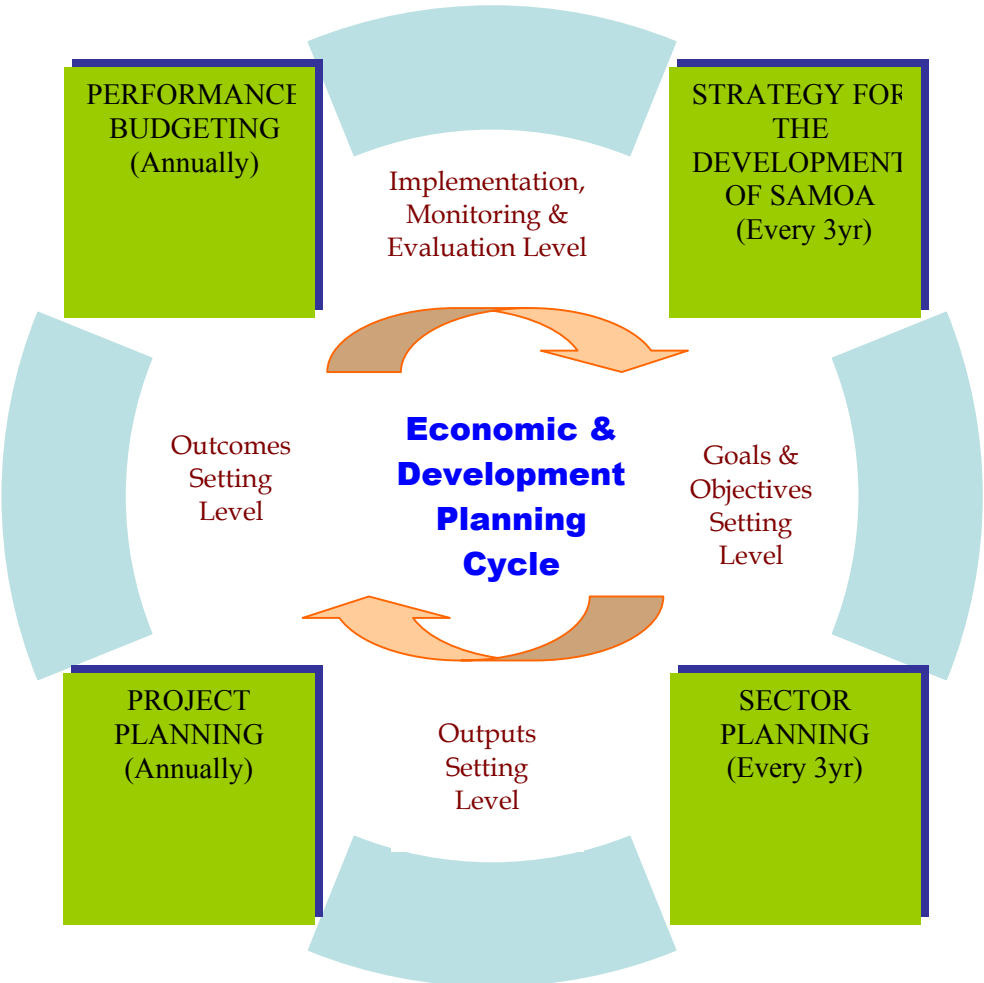 PERFORMANCE
BUDGETING
(Annually)
STRATEGY FOR
THE
DEVELOPMENT
OF SAMOA
(Every 3yr)
Implementation,
Monitoring &
Evaluation Level
Outcomes
Setting
Level
Economic &
Development
Planning
Cycle
Goals &
Objectives
Setting
Level
PROJECT
PLANNING
(Annually)
Outputs
Setting
Level
SECTOR
PLANNING
(Every 3yr)